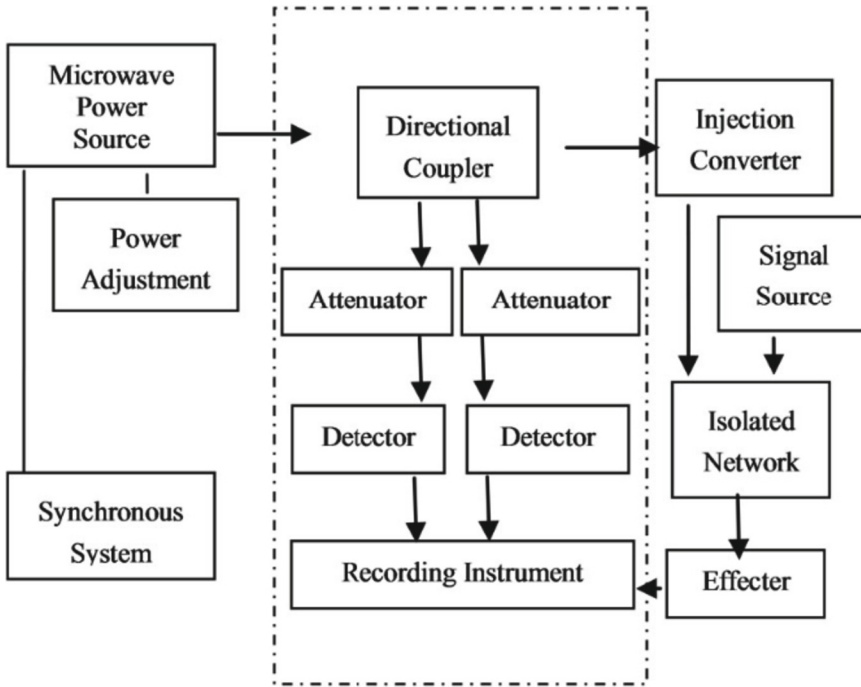 Microwave
Power
Source
Directional
Coupler
Injection
Converter
Power
Adjustment
Signal
Source
Attenuator
Attenuator
Detector
Detector
Isolated
Network
Synchronous
System
Recording Instrument
Effecter